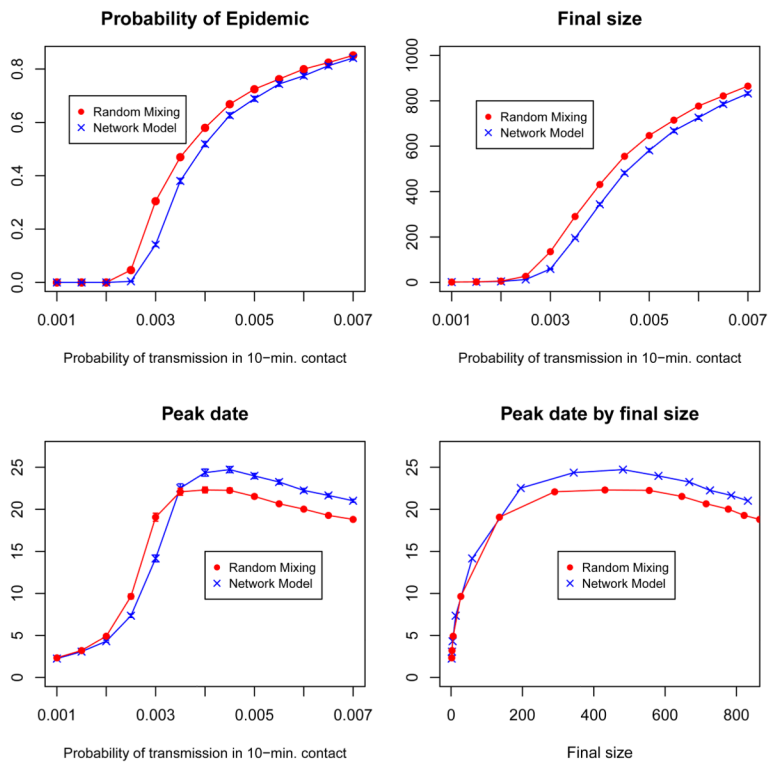 Probability of Epidemic
0.8
0.6
0.4
0.2
0.0
Random Mixing
Network Model
0.001
0.003
0.005
0.007
Probability of transmission in 10−min. contact
Final size
1000
800
600
400
200
0
Random Mixing
Network Model
0.001
0.003
0.005
0.007
Probability of transmission in 10−min. contact
Peak date
25
20
15
10
5
0
Random Mixing
Network Model
0.001
0.003
0.005
0.007
Probability of transmission in 10−min. contact
Peak date by final size
25
20
15
10
5
0
Random Mixing
Network Model
0
200
400
600
800
Final size